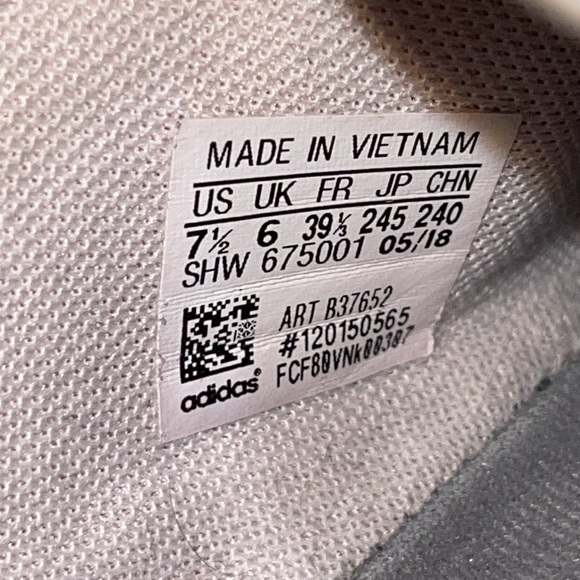 MADE IN VIETNAM
US UK FR JP CHN
7½ 6 39⅓ 245 240
SHW 675001 05/18
ART B37652
#120150565
adidas®